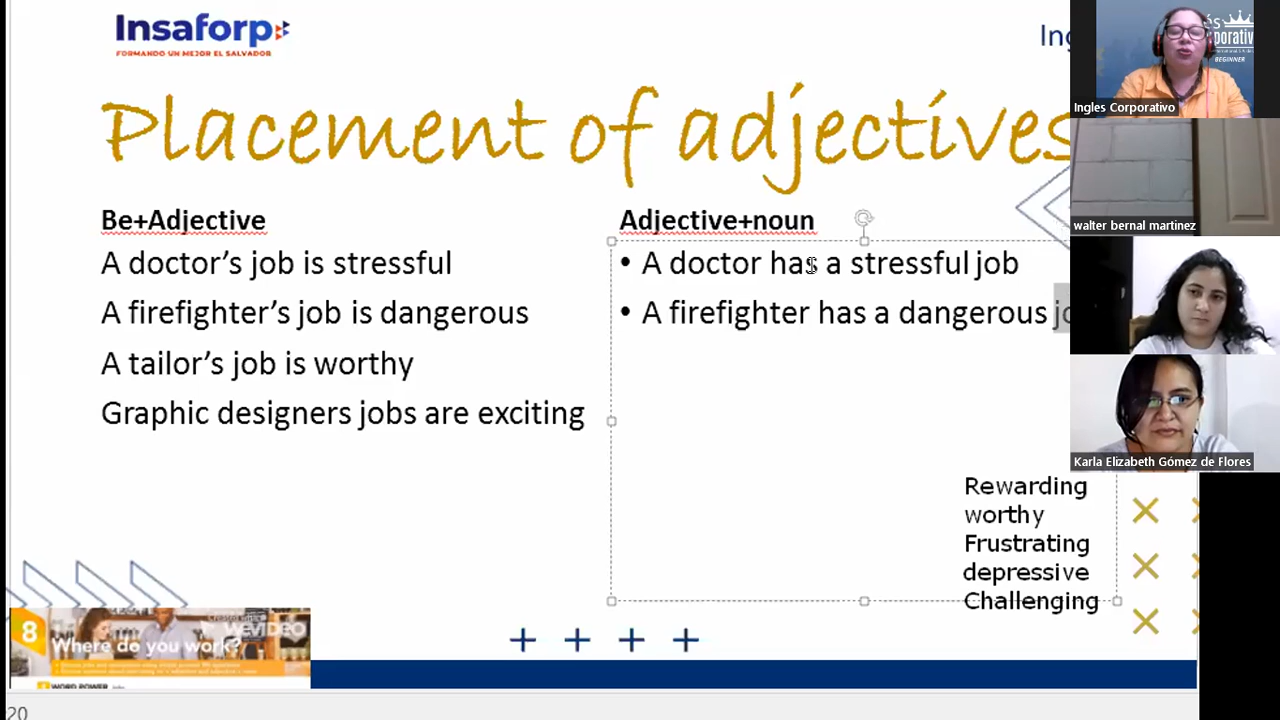 Insaforp
FORMANDO UN MEJOR EL SALVADOR
Placement of adjectives
Be+Adjective
A doctor's job is stressful
A firefighter's job is dangerous
A tailor's job is worthy
Graphic designers jobs are exciting
Adjective+noun
• A doctor has a stressful job
• A firefighter has a dangerous
Rewarding
worthy
Frustrating
depressive
Challenging
8
Where do you work?
WeVideo
20
BEGINNER
Ingles Corporativo
walter bernal martinez
Karla Elizabeth Gómez de Flores